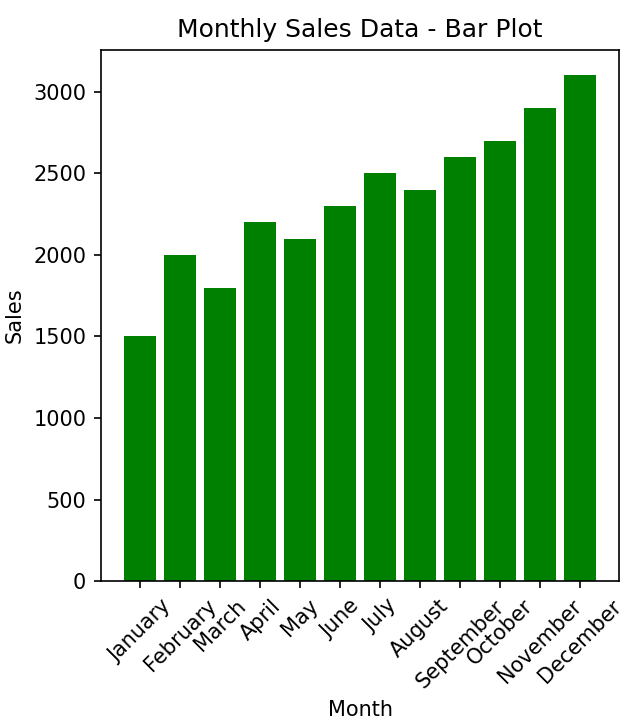 Monthly Sales Data - Bar Plot
3000
2500
2000
1500
1000
500
0
Sales
January
February
March
April
May
June
July
August
September
October
November
December
Month